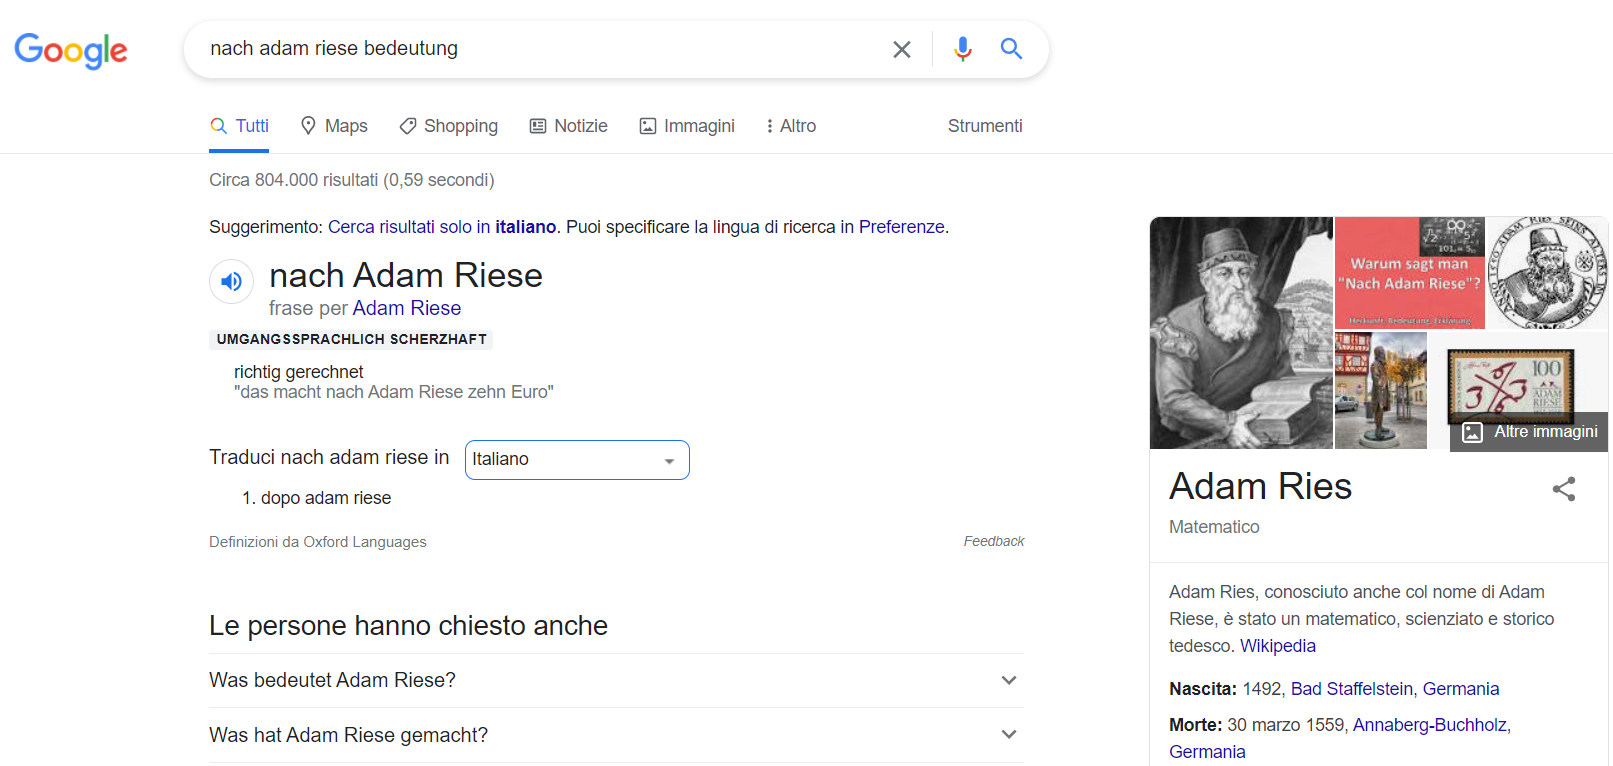 Google
nach adam riese bedeutung
Tutti
Maps
Shopping
Notizie
Immagini
Altro
Strumenti
Circa 804.000 risultati (0,59 secondi)
Suggerimento: Cerca risultati solo in italiano. Puoi specificare la lingua di ricerca in Preferenze.
nach Adam Riese
frase per Adam Riese
UMGANGSSPRACHLICH SCHERZHAFT
richtig gerechnet
"das macht nach Adam Riese zehn Euro"
Traduci nach adam riese in Italiano
1. dopo adam riese
Definizioni da Oxford Languages
Feedback
Le persone hanno chiesto anche
Was bedeutet Adam Riese?
Was hat Adam Riese gemacht?
Warum sagt man
"Nach Adam Riese"?
Herkunft, Bedeutung, Erklärung
100
ADAM
RIESE
Altre immagini
Adam Ries
Matematico
Adam Ries, conosciuto anche col nome di Adam
Riese, è stato un matematico, scienziato e storico
tedesco. Wikipedia
Nascita: 1492, Bad Staffelstein, Germania
Morte: 30 marzo 1559, Annaberg-Buchholz,
Germania